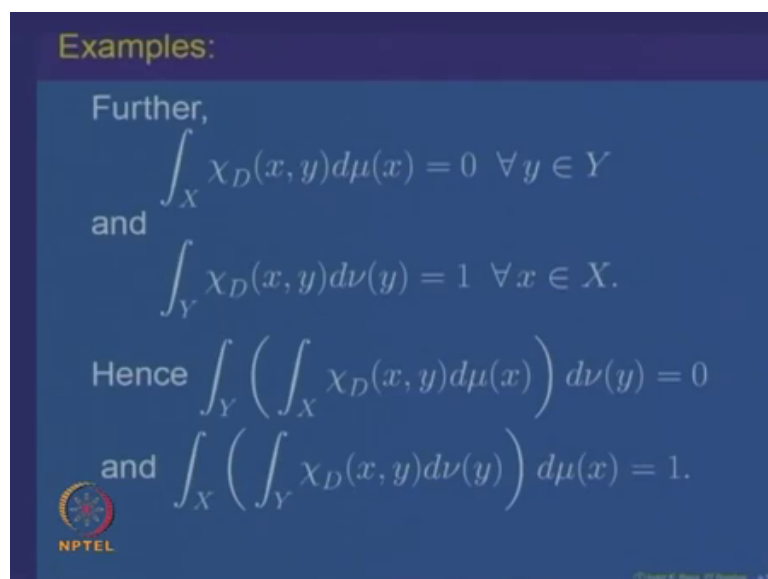 Examples:
Further,
∫_X χ_D(x, y)dμ(x) = 0 ∀ y ∈ Y
and
∫_Y χ_D(x, y)dν(y) = 1 ∀ x ∈ X.
Hence ∫_Y ( ∫_X χ_D(x, y)dμ(x) ) dν(y) = 0
and ∫_X ( ∫_Y χ_D(x, y)dν(y) ) dμ(x) = 1.
NPTEL